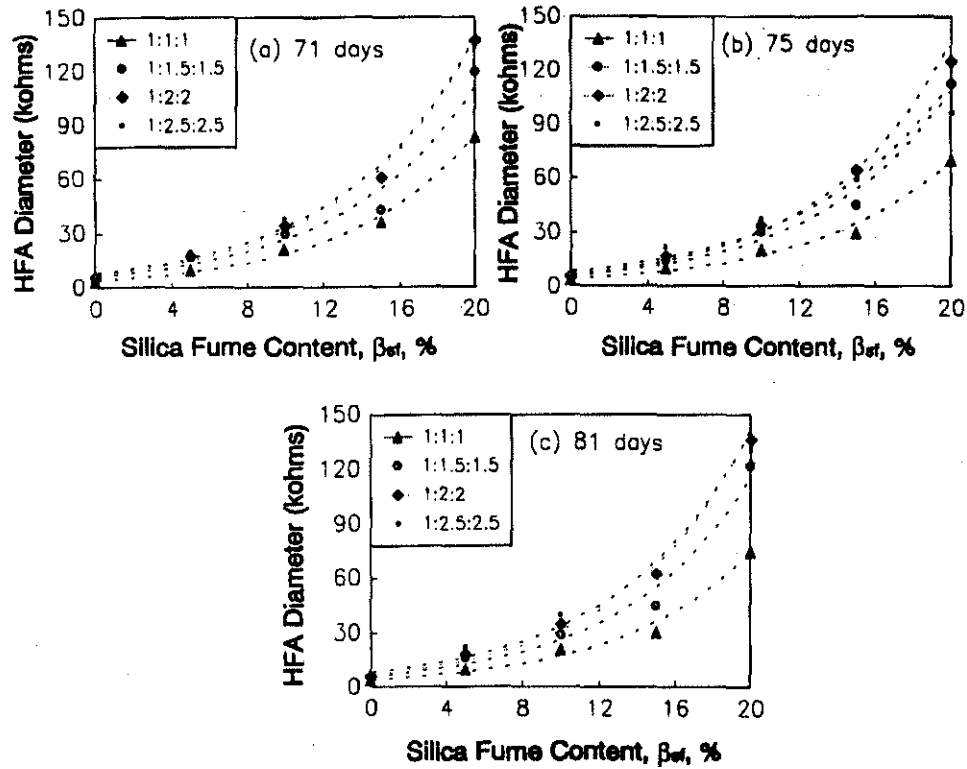 HFA Diameter (kohms)
150
120
90
60
30
0
1:1:1
1:1.5:1.5
1:2:2
1:2.5:2.5
(a) 71 days
0 4 8 12 16 20
Silica Fume Content, βsf, %
HFA Diameter (kohms)
150
120
90
60
30
0
1:1:1
1:1.5:1.5
1:2:2
1:2.5:2.5
(b) 75 days
0 4 8 12 16 20
Silica Fume Content, βsf, %
HFA Diameter (kohms)
150
120
90
60
30
0
1:1:1
1:1.5:1.5
1:2:2
1:2.5:2.5
(c) 81 days
0 4 8 12 16 20
Silica Fume Content, βsf, %